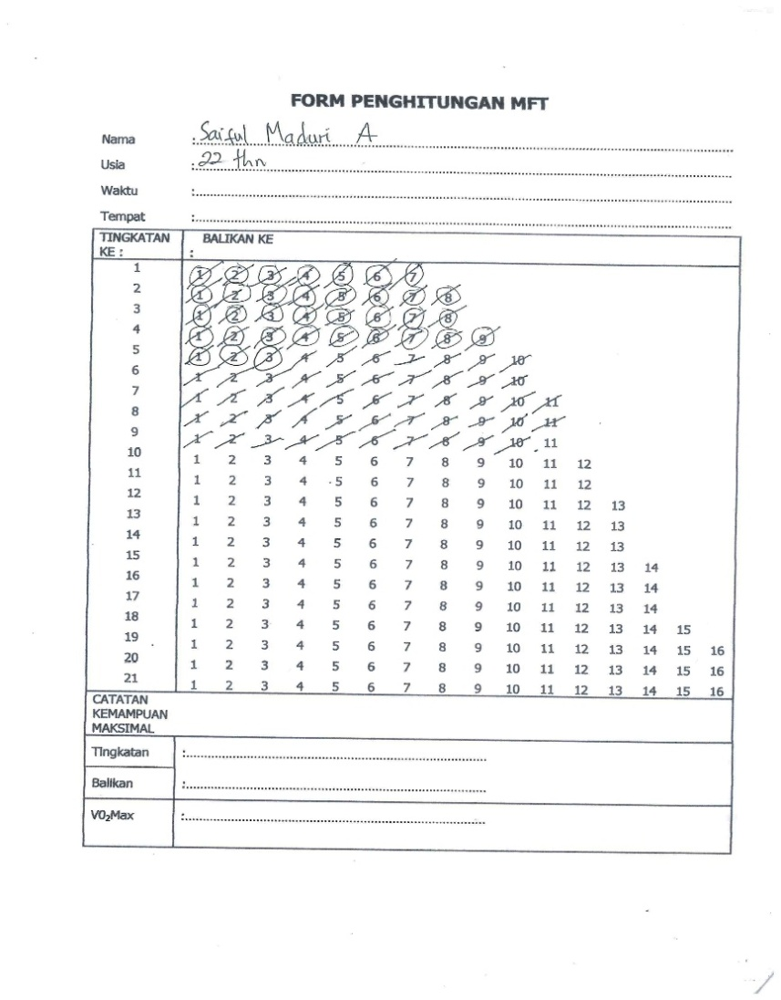 FORM PENGHITUNGAN MFT
Nama : Saiful Maduri A
Usia : 22 thn
Waktu :
Tempat :
TINGKATAN KE : BALIKAN KE :
1 1 2 3 4 5 6 7
2 1 2 3 4 5 6 7 8
3 1 2 3 4 5 6 7 8
4 1 2 3 4 5 6 7 8 9
5 1 2 3 4 5 6 7 8 9 10
6 1 2 3 4 5 6 7 8 9 10
7 1 2 3 4 5 6 7 8 9 10 11
8 1 2 3 4 5 6 7 8 9 10 11
9 1 2 3 4 5 6 7 8 9 10 11
10 1 2 3 4 5 6 7 8 9 10 11 12
11 1 2 3 4 5 6 7 8 9 10 11 12
12 1 2 3 4 5 6 7 8 9 10 11 12 13
13 1 2 3 4 5 6 7 8 9 10 11 12 13
14 1 2 3 4 5 6 7 8 9 10 11 12 13
15 1 2 3 4 5 6 7 8 9 10 11 12 13 14
16 1 2 3 4 5 6 7 8 9 10 11 12 13 14
17 1 2 3 4 5 6 7 8 9 10 11 12 13 14
18 1 2 3 4 5 6 7 8 9 10 11 12 13 14 15
19 1 2 3 4 5 6 7 8 9 10 11 12 13 14 15 16
20 1 2 3 4 5 6 7 8 9 10 11 12 13 14 15 16
21 1 2 3 4 5 6 7 8 9 10 11 12 13 14 15 16
CATATAN
KEMAMPUAN
MAKSIMAL
Tingkatan :
Balikan :
VO₂Max :